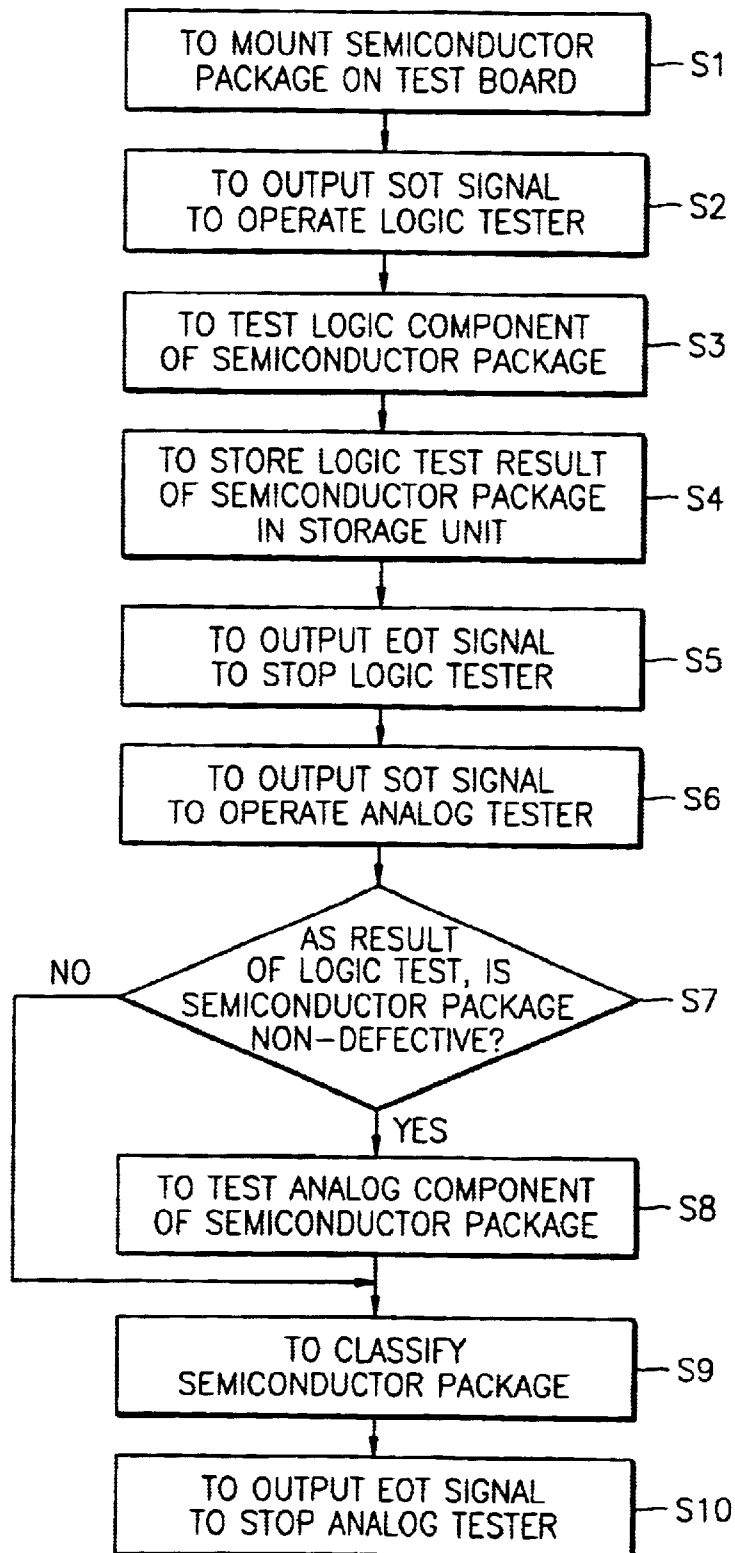 TO MOUNT SEMICONDUCTOR
PACKAGE ON TEST BOARD
S1
TO OUTPUT SOT SIGNAL
TO OPERATE LOGIC TESTER
S2
TO TEST LOGIC COMPONENT
OF SEMICONDUCTOR PACKAGE
S3
TO STORE LOGIC TEST RESULT
OF SEMICONDUCTOR PACKAGE
IN STORAGE UNIT
S4
TO OUTPUT EOT SIGNAL
TO STOP LOGIC TESTER
S5
TO OUTPUT SOT SIGNAL
TO OPERATE ANALOG TESTER
S6
AS RESULT
OF LOGIC TEST, IS
SEMICONDUCTOR PACKAGE
NON-DEFECTIVE?
S7
NO
YES
TO TEST ANALOG COMPONENT
OF SEMICONDUCTOR PACKAGE
S8
TO CLASSIFY
SEMICONDUCTOR PACKAGE
S9
TO OUTPUT EOT SIGNAL
TO STOP ANALOG TESTER
S10